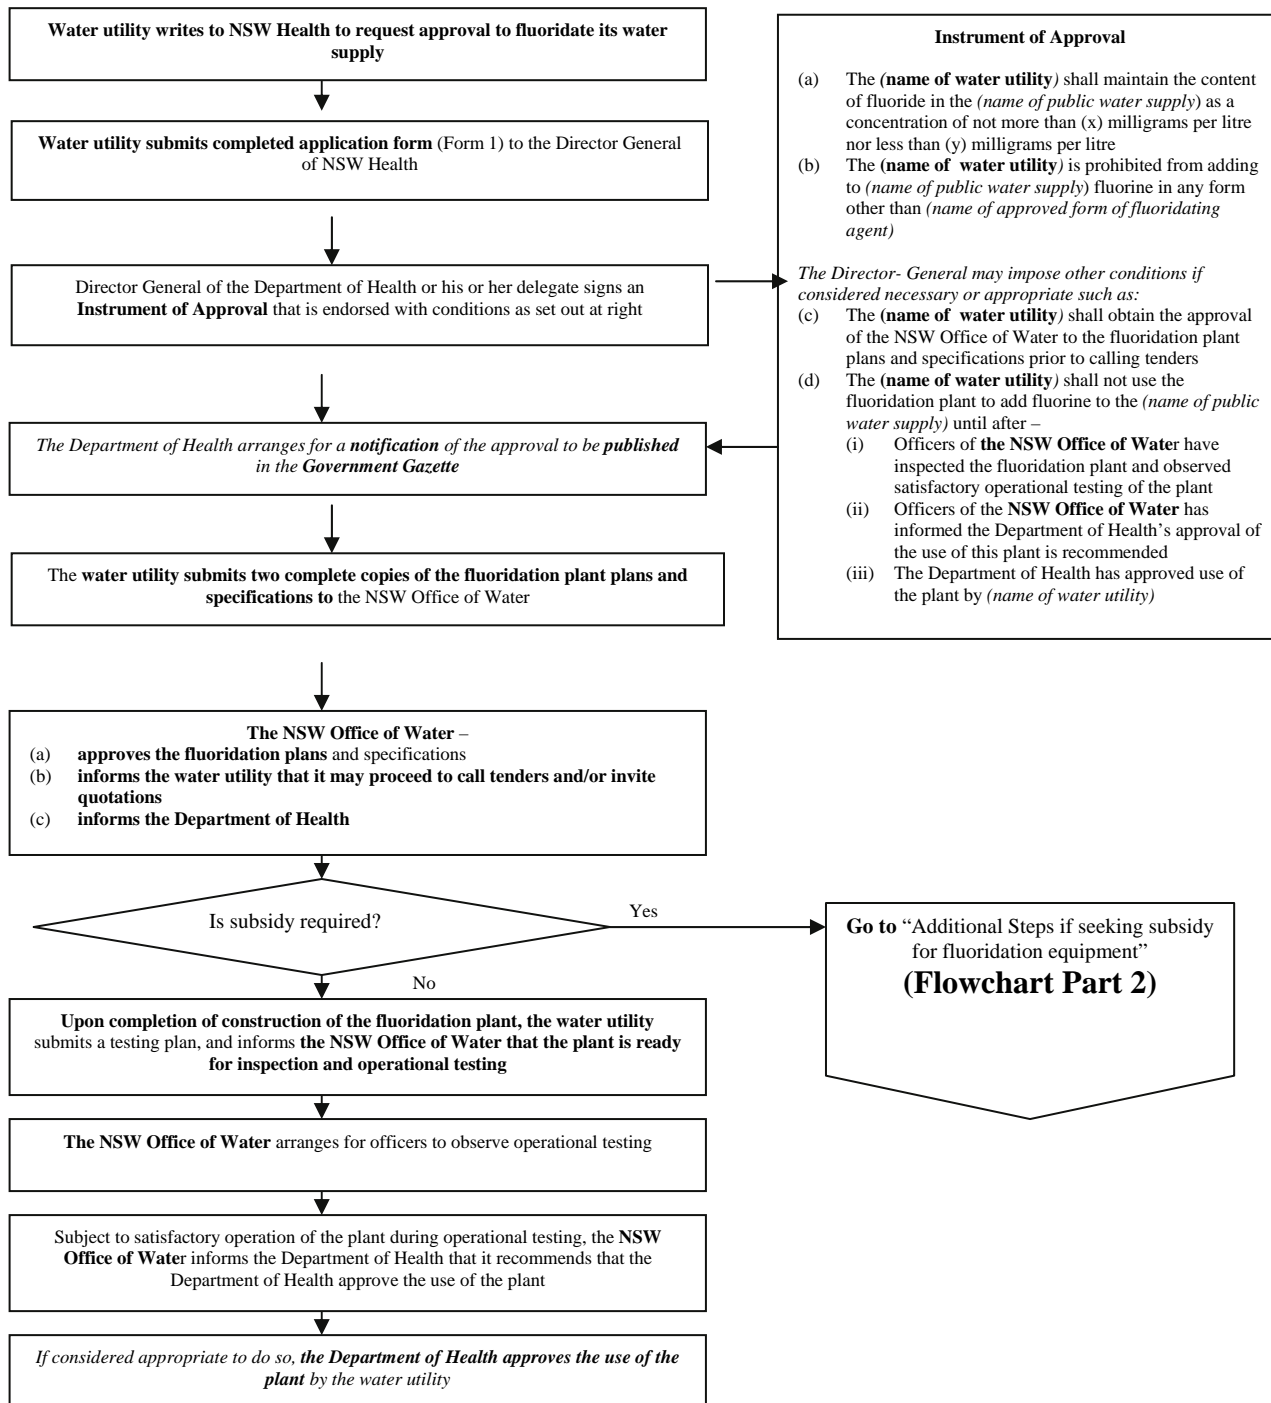 Water utility writes to NSW Health to request approval to fluoridate its water
supply
Water utility submits completed application form (Form 1) to the Director General
of NSW Health
Director General of the Department of Health or his or her delegate signs an
Instrument of Approval that is endorsed with conditions as set out at right
The Department of Health arranges for a notification of the approval to be published
in the Government Gazette
The water utility submits two complete copies of the fluoridation plant plans and
specifications to the NSW Office of Water
The NSW Office of Water –
(a) approves the fluoridation plans and specifications
(b) informs the water utility that it may proceed to call tenders and/or invite
quotations
(c) informs the Department of Health
Is subsidy required?
Yes
No
Upon completion of construction of the fluoridation plant, the water utility
submits a testing plan, and informs the NSW Office of Water that the plant is ready
for inspection and operational testing
The NSW Office of Water arranges for officers to observe operational testing
Subject to satisfactory operation of the plant during operational testing, the NSW
Office of Water informs the Department of Health that it recommends that the
Department of Health approve the use of the plant
If considered appropriate to do so, the Department of Health approves the use of the
plant by the water utility
Instrument of Approval
(a) The (name of water utility) shall maintain the content
of fluoride in the (name of public water supply) as a
concentration of not more than (x) milligrams per litre
nor less than (y) milligrams per litre
(b) The (name of water utility) is prohibited from adding
to (name of public water supply) fluorine in any form
other than (name of approved form of fluoridating
agent)
The Director- General may impose other conditions if
considered necessary or appropriate such as:
(c) The (name of water utility) shall obtain the approval
of the NSW Office of Water to the fluoridation plant
plans and specifications prior to calling tenders
(d) The (name of water utility) shall not use the
fluoridation plant to add fluorine to the (name of public
water supply) until after –
(i) Officers of the NSW Office of Water have
inspected the fluoridation plant and observed
satisfactory operational testing of the plant
(ii) Officers of the NSW Office of Water has
informed the Department of Health's approval of
the use of this plant is recommended
(iii) The Department of Health has approved use of
the plant by (name of water utility)
Go to “Additional Steps if seeking subsidy
for fluoridation equipment”
(Flowchart Part 2)